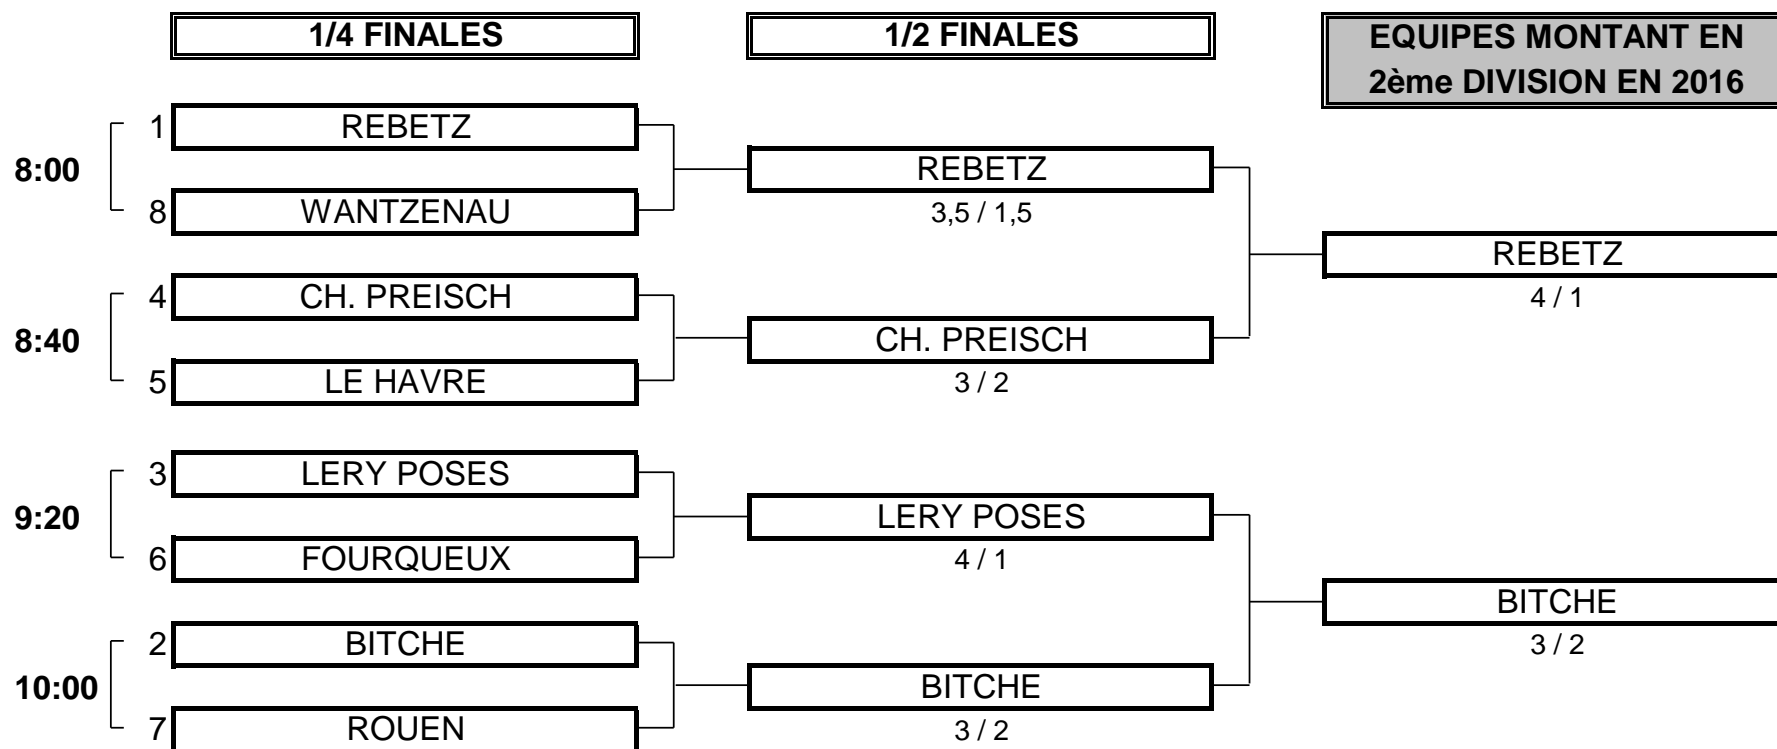 1/4 FINALES
1/2 FINALES
EQUIPES MONTANT EN
2ème DIVISION EN 2016
8:00
1
REBETZ
8
WANTZENAU
REBETZ
3,5 / 1,5
8:40
4
CH. PREISCH
5
LE HAVRE
CH. PREISCH
3 / 2
REBETZ
4 / 1
9:20
3
LERY POSES
6
FOURQUEUX
LERY POSES
4 / 1
10:00
2
BITCHE
7
ROUEN
BITCHE
3 / 2
BITCHE
3 / 2